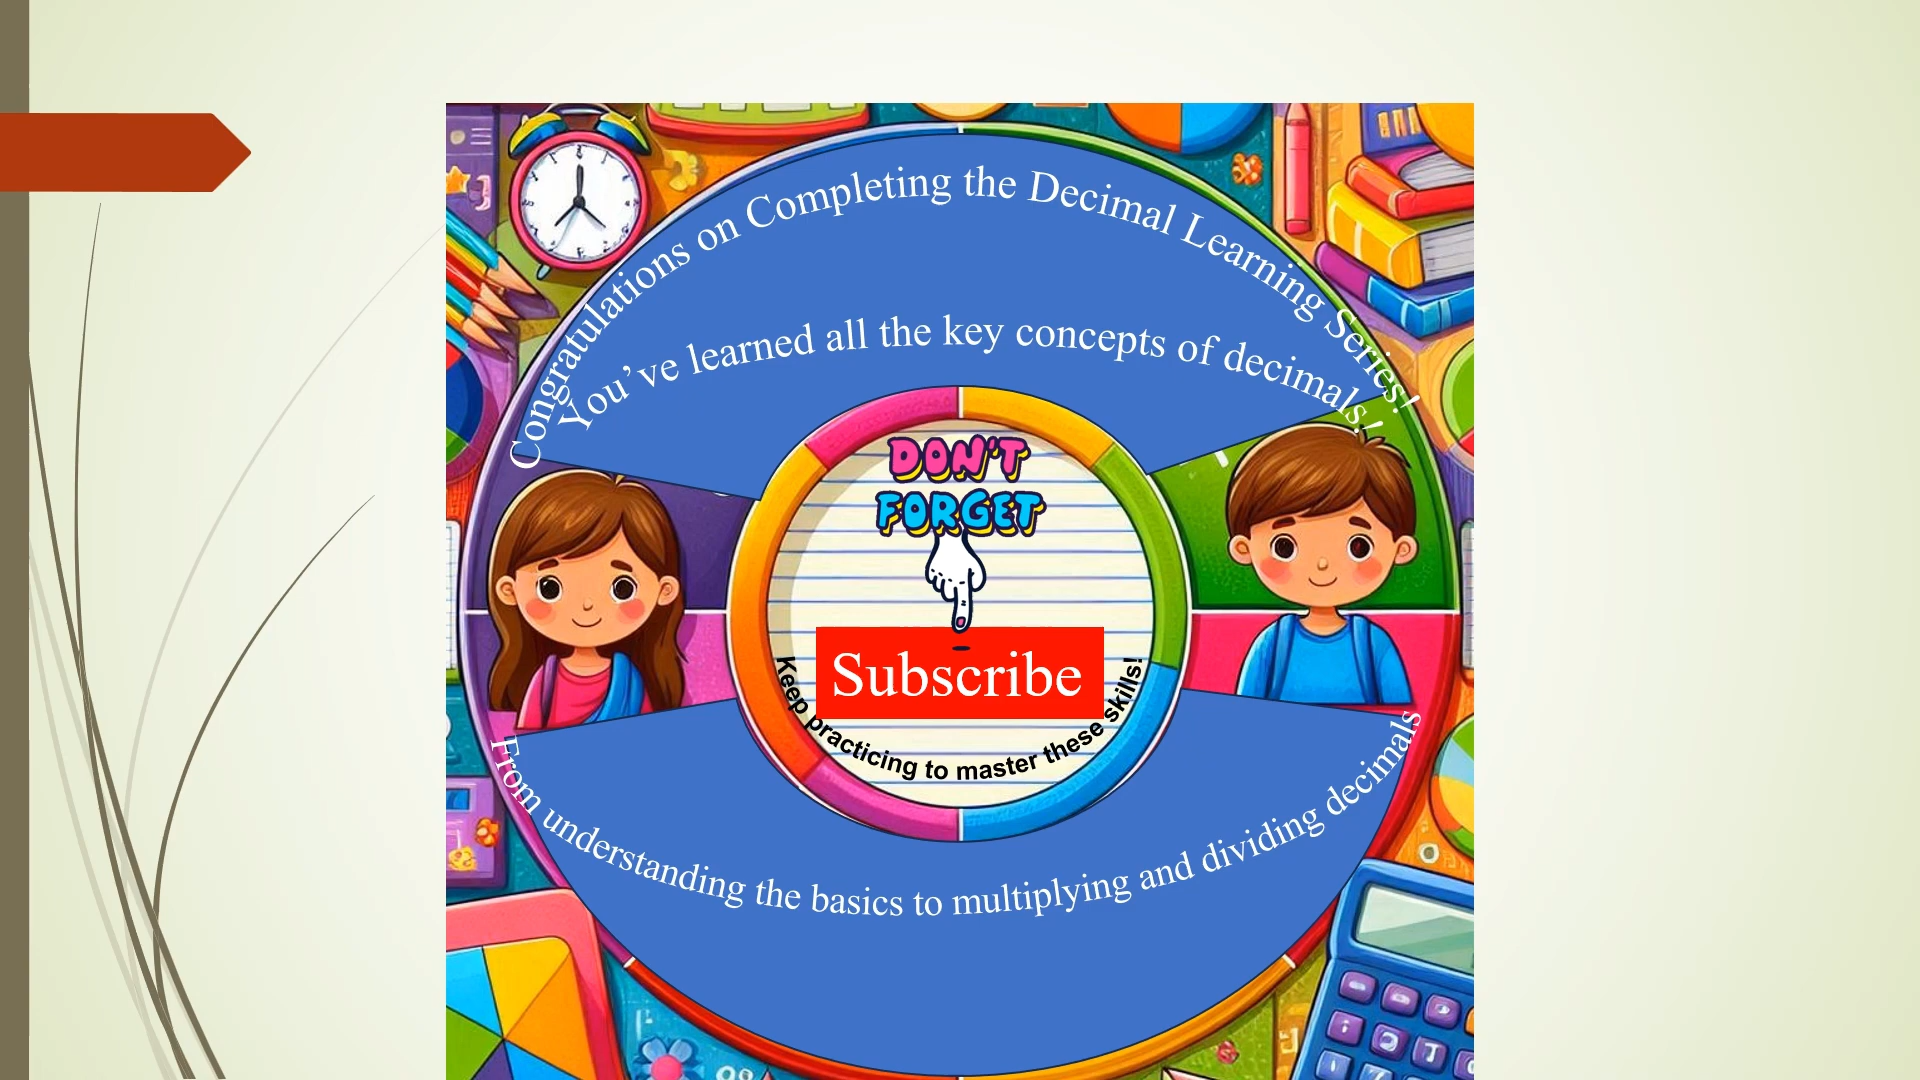 Congratulations on Completing the Decimal Learning Series!
You’ve learned all the key concepts of decimals!
DON'T
FORGET
Subscribe
Keep practicing to master these skills!
From understanding the basics to multiplying and dividing decimals